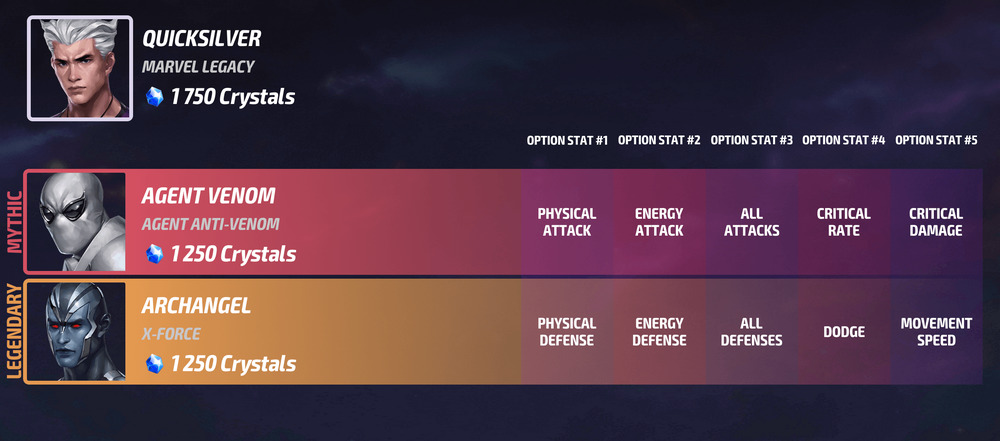 QUICKSILVER
MARVEL LEGACY
1 750 Crystals
OPTION STAT #1 OPTION STAT #2 OPTION STAT #3 OPTION STAT #4 OPTION STAT #5
MYTHIC
AGENT VENOM
AGENT ANTI-VENOM
1 250 Crystals
PHYSICAL
ATTACK
ENERGY
ATTACK
ALL
ATTACKS
CRITICAL
RATE
CRITICAL
DAMAGE
LEGENDARY
ARCHANGEL
X-FORCE
1 250 Crystals
PHYSICAL
DEFENSE
ENERGY
DEFENSE
ALL
DEFENSES
DODGE
MOVEMENT
SPEED